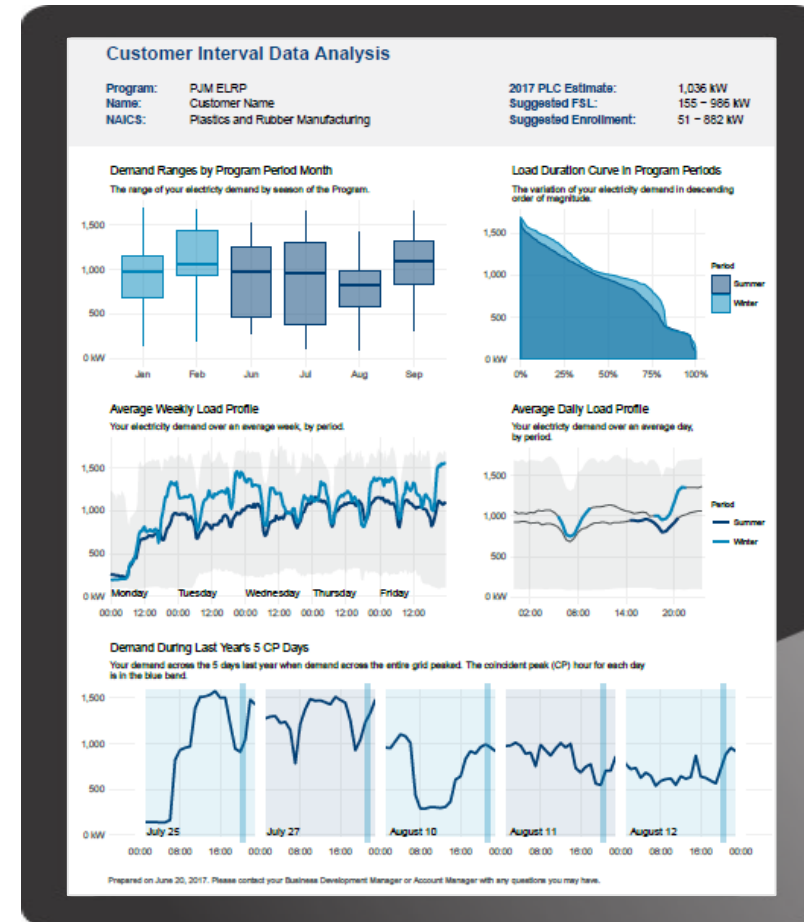 Customer Interval Data Analysis
Program: PJM ELRP 2017 PLC Estimate: 1,036 kW
Name: Customer Name Suggested FSL: 155 – 986 kW
NAICS: Plastics and Rubber Manufacturing Suggested Enrollment: 51 – 882 kW
Demand Ranges by Program Period Month
The range of your electricty demand by season of the Program.
1,500
1,000
500
0 kW
Jan Feb Jun Jul Aug Sep
Load Duration Curve in Program Periods
The variation of your electricity demand in descending
order of magnitude.
1,500
1,000
500
0 kW
0% 25% 50% 75% 100%
Period
Summer
Winter
Average Weekly Load Profile
Your electricity demand over an average week, by period.
1,500
1,000
500
0 kW
Monday Tuesday Wednesday Thursday Friday
00:00 12:00 00:00 12:00 00:00 12:00 00:00 12:00 00:00 12:00
Average Daily Load Profile
Your electricity demand over an average day,
by period.
1,500
1,000
500
0 kW
02:00 08:00 14:00 20:00
Period
Summer
Winter
Demand During Last Year's 5 CP Days
Your demand across the 5 days last year when demand across the entire grid peaked. The coincident peak (CP) hour for each day
is in the blue band.
1,500
1,000
500
0 kW
July 25 July 27 August 10 August 11 August 12
00:00 08:00 16:00 00:00 08:00 16:00 00:00 08:00 16:00 00:00 08:00 16:00 00:00 08:00 16:00 00:00
Prepared on June 20, 2017. Please contact your Business Development Manager or Account Manager with any questions you may have.